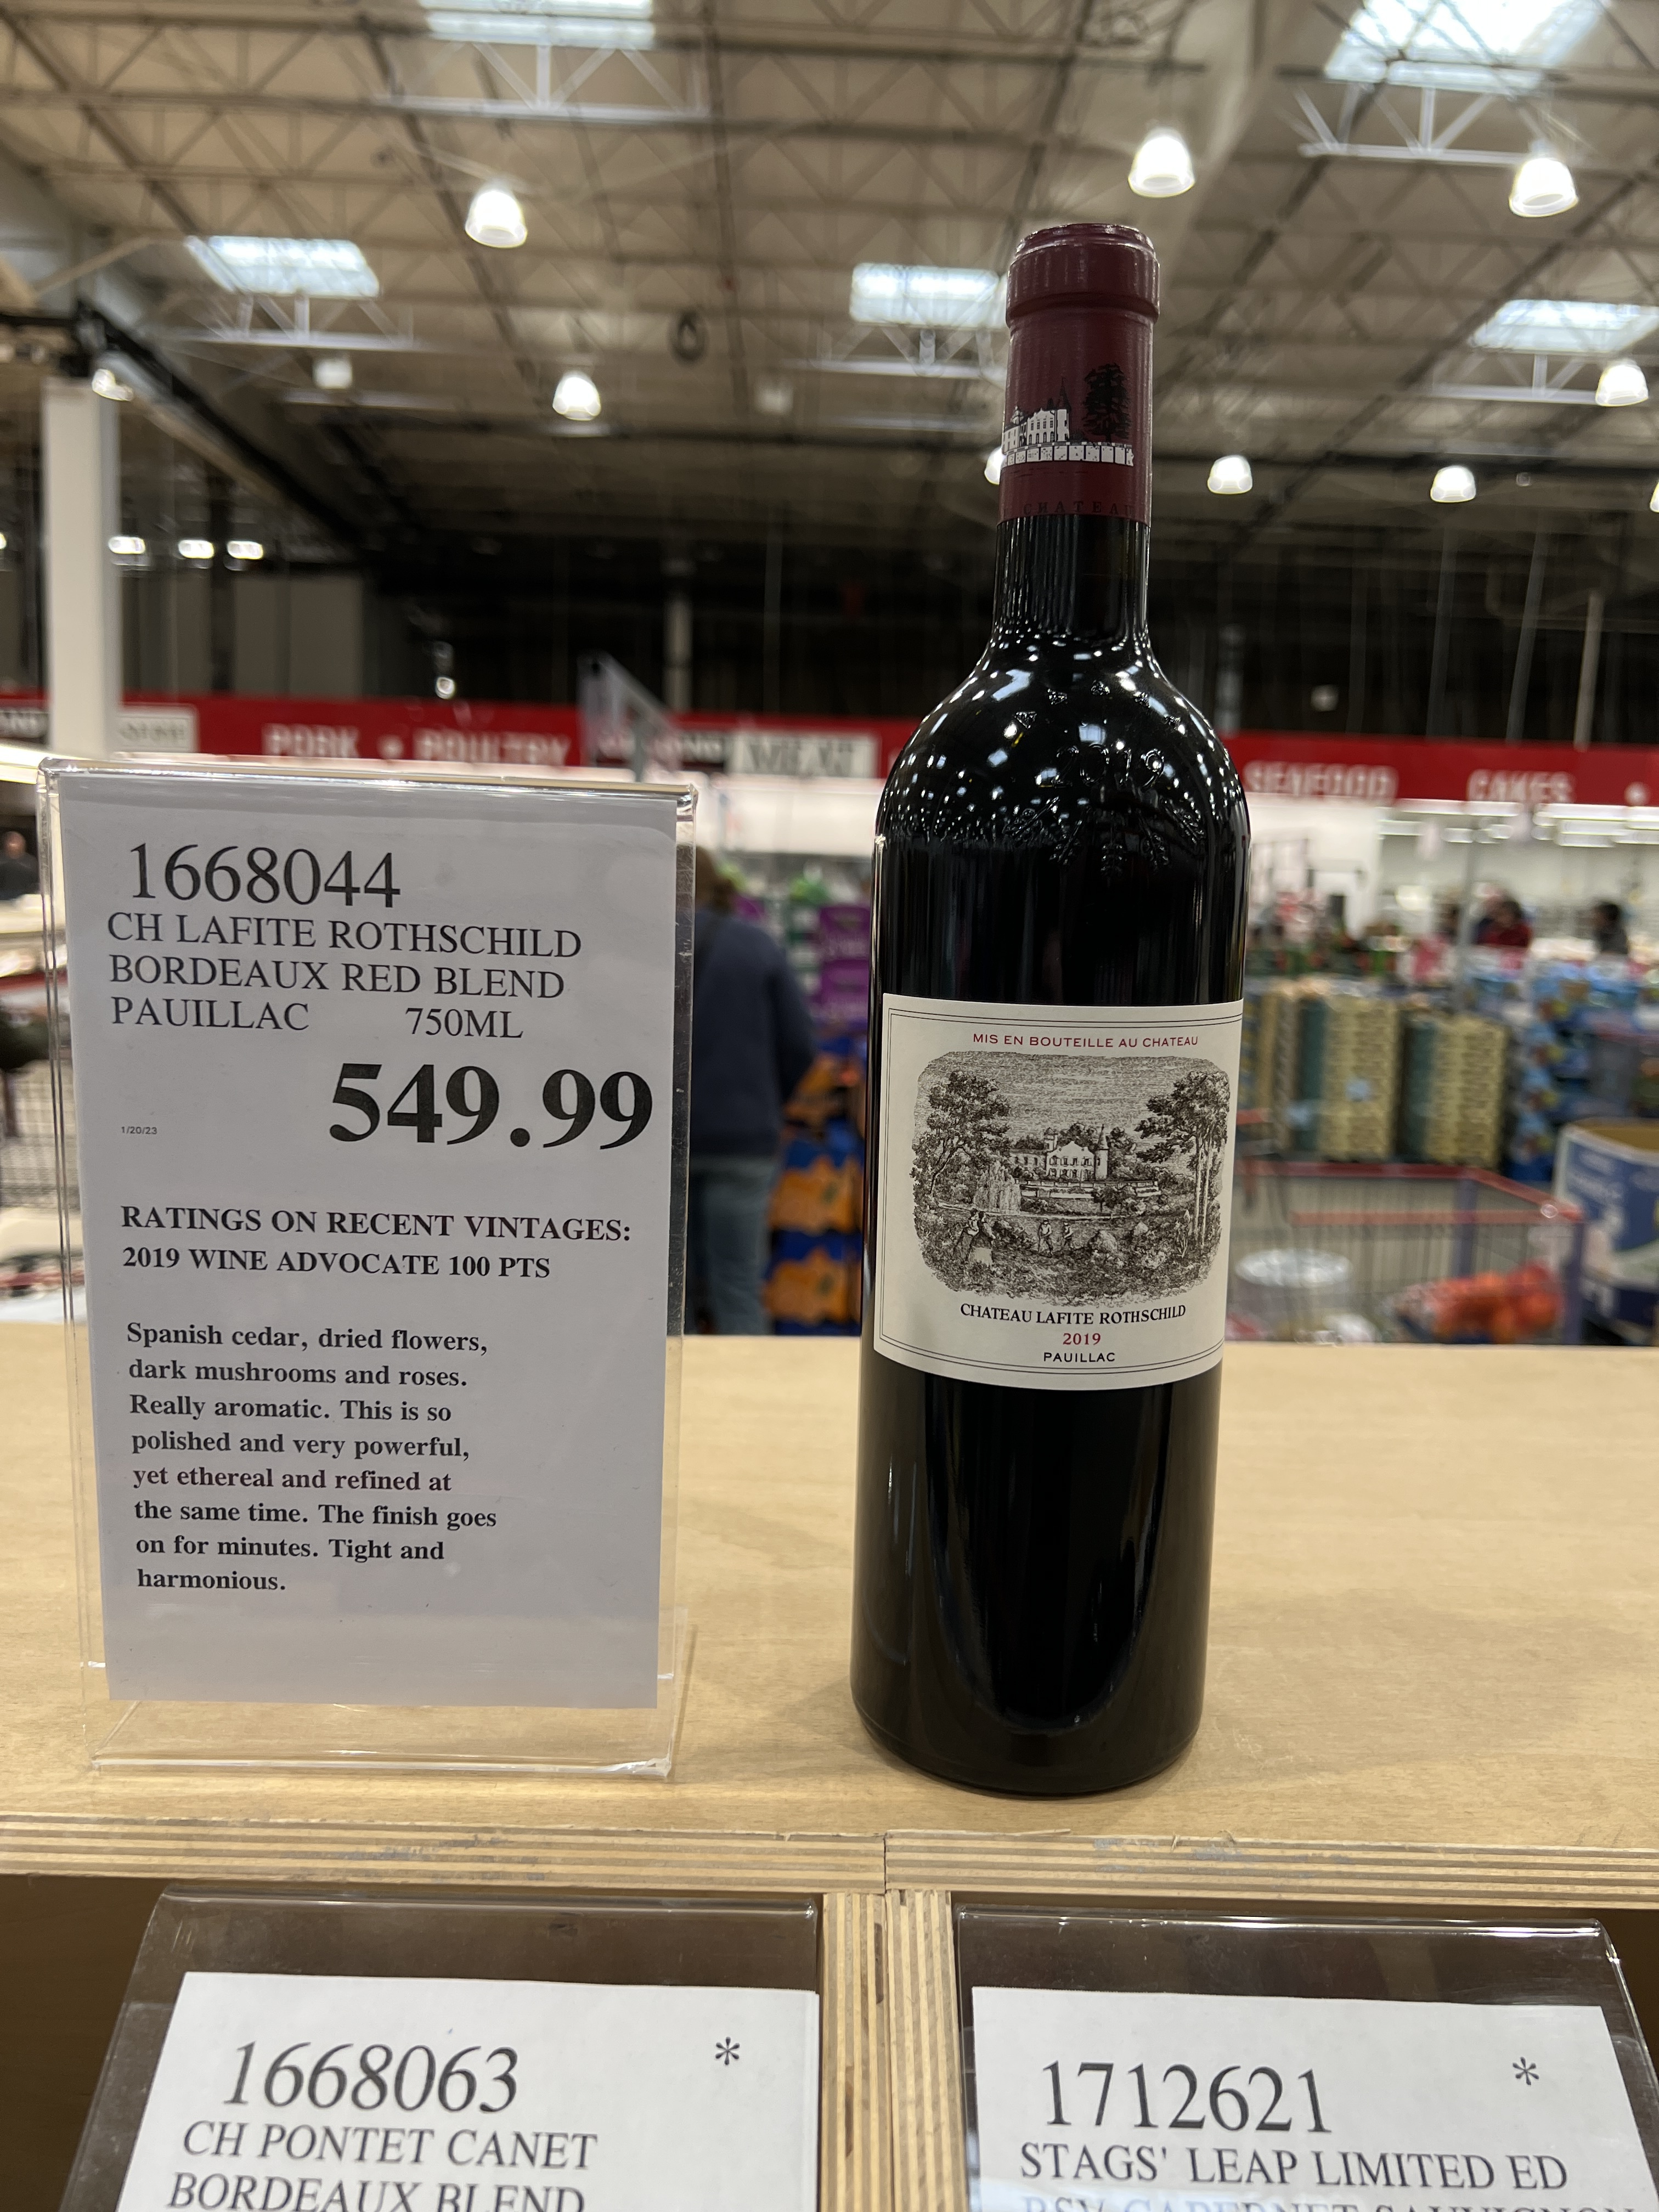 PORK • POULTRY
MEAT
SEAFOOD
CAKES •
1668044
CH LAFITE ROTHSCHILD
BORDEAUX RED BLEND
PAUILLAC 750ML
549.99
1/20/23
RATINGS ON RECENT VINTAGES:
2019 WINE ADVOCATE 100 PTS
Spanish cedar, dried flowers,
dark mushrooms and roses.
Really aromatic. This is so
polished and very powerful,
yet ethereal and refined at
the same time. The finish goes
on for minutes. Tight and
harmonious.
CHATEAU
2019
MIS EN BOUTEILLE AU CHATEAU
CHATEAU LAFITE ROTHSCHILD
2019
PAUILLAC
1668063 *
CH PONTET CANET
BORDEAUX BLEND
1712621 *
STAGS' LEAP LIMITED ED
CABERNET SAUVIGNON